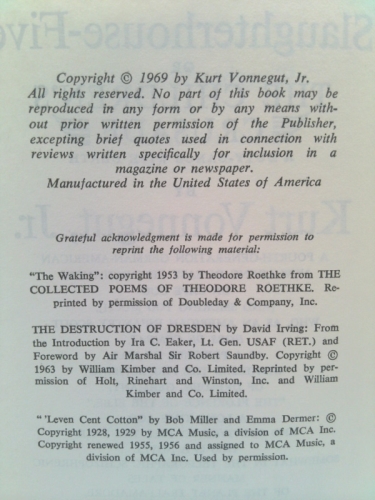 Slaughterhouse-Five
Kurt Vonnegut, Jr.
Copyright © 1969 by Kurt Vonnegut, Jr.
All rights reserved. No part of this book may be
reproduced in any form or by any means with-
out prior written permission of the Publisher,
excepting brief quotes used in connection with
reviews written specifically for inclusion in a
magazine or newspaper.
Manufactured in the United States of America
Grateful acknowledgment is made for permission to
reprint the following material:
"The Waking": copyright 1953 by Theodore Roethke from THE
COLLECTED POEMS OF THEODORE ROETHKE. Re-
printed by permission of Doubleday & Company, Inc.
THE DESTRUCTION OF DRESDEN by David Irving: From
the Introduction by Ira C. Eaker, Lt. Gen. USAF (RET.) and
Foreword by Air Marshal Sir Robert Saundby. Copyright ©
1963 by William Kimber and Co. Limited. Reprinted by per-
mission of Holt, Rinehart and Winston, Inc. and William
Kimber and Co. Limited.
"'Leven Cent Cotton" by Bob Miller and Emma Dermer: ©
Copyright 1928, 1929 by MCA Music, a division of MCA Inc.
Copyright renewed 1955, 1956 and assigned to MCA Music, a
division of MCA Inc. Used by permission.